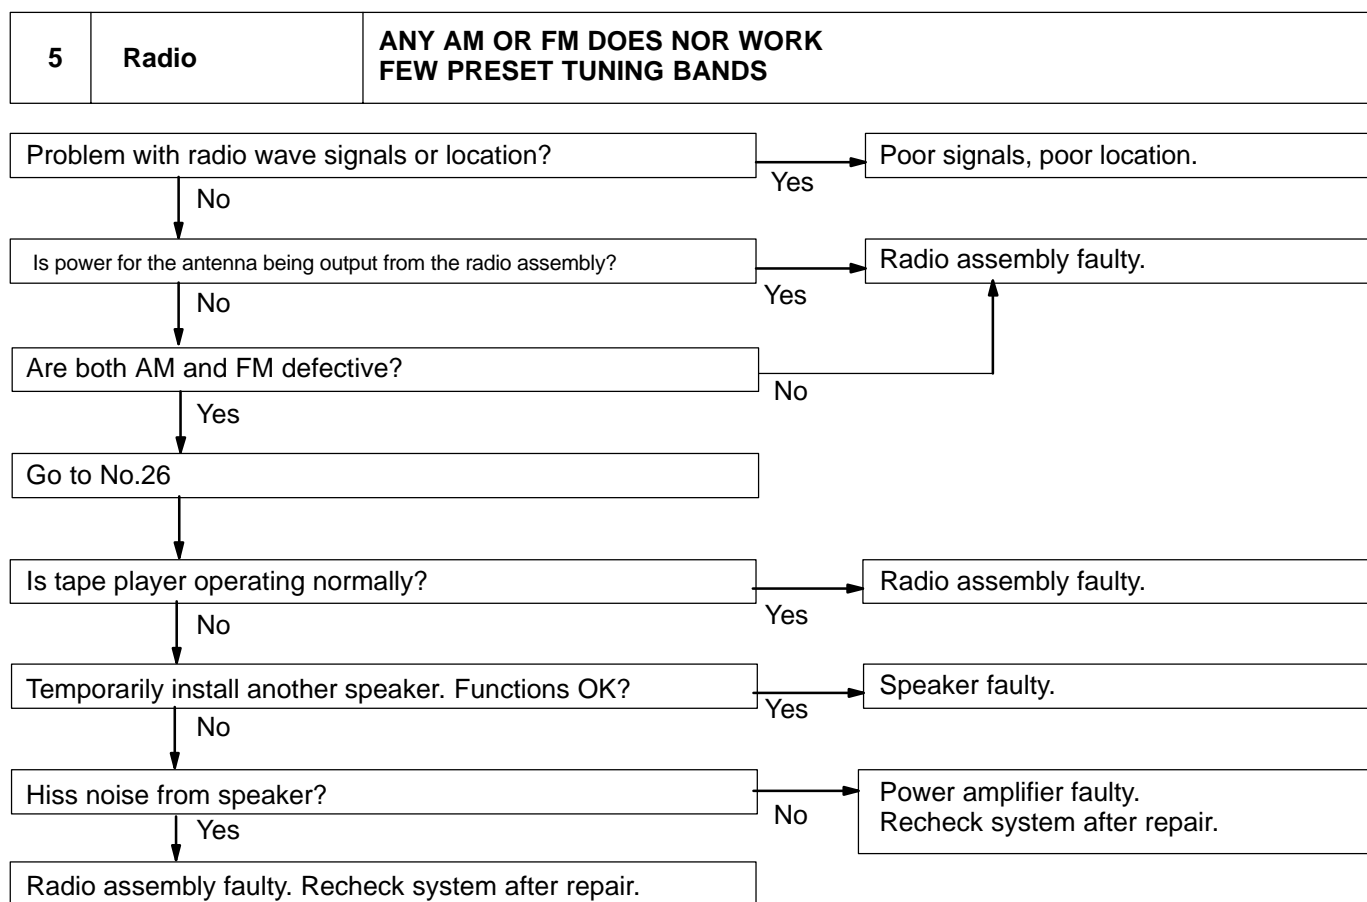 5
Radio
ANY AM OR FM DOES NOR WORK
FEW PRESET TUNING BANDS
Problem with radio wave signals or location?
Yes
Poor signals, poor location.
No
Is power for the antenna being output from the radio assembly?
Yes
Radio assembly faulty.
No
Are both AM and FM defective?
No
Yes
Go to No.26
Is tape player operating normally?
Yes
Radio assembly faulty.
No
Temporarily install another speaker. Functions OK?
Yes
Speaker faulty.
No
Hiss noise from speaker?
No
Power amplifier faulty.
Recheck system after repair.
Yes
Radio assembly faulty. Recheck system after repair.